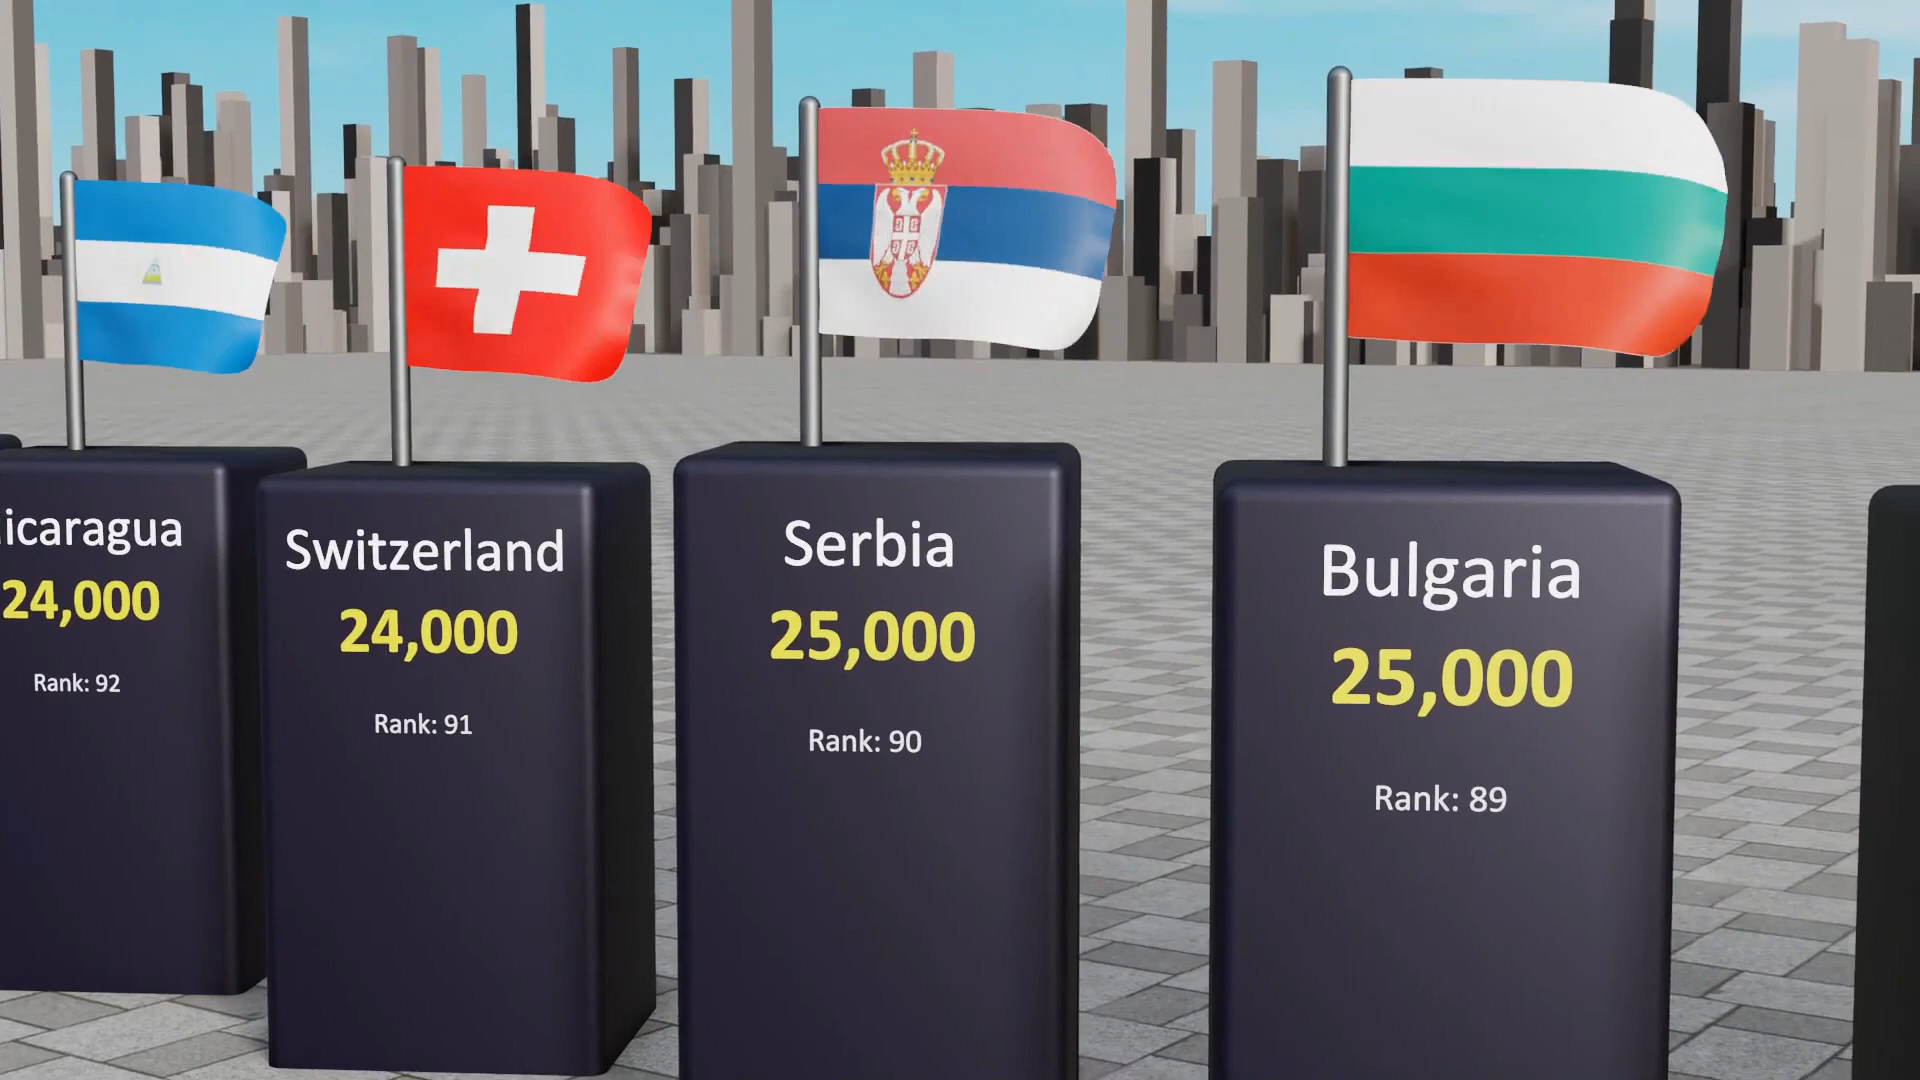 icaragua
24,000
Rank: 92
Switzerland
24,000
Rank: 91
Serbia
25,000
Rank: 90
Bulgaria
25,000
Rank: 89